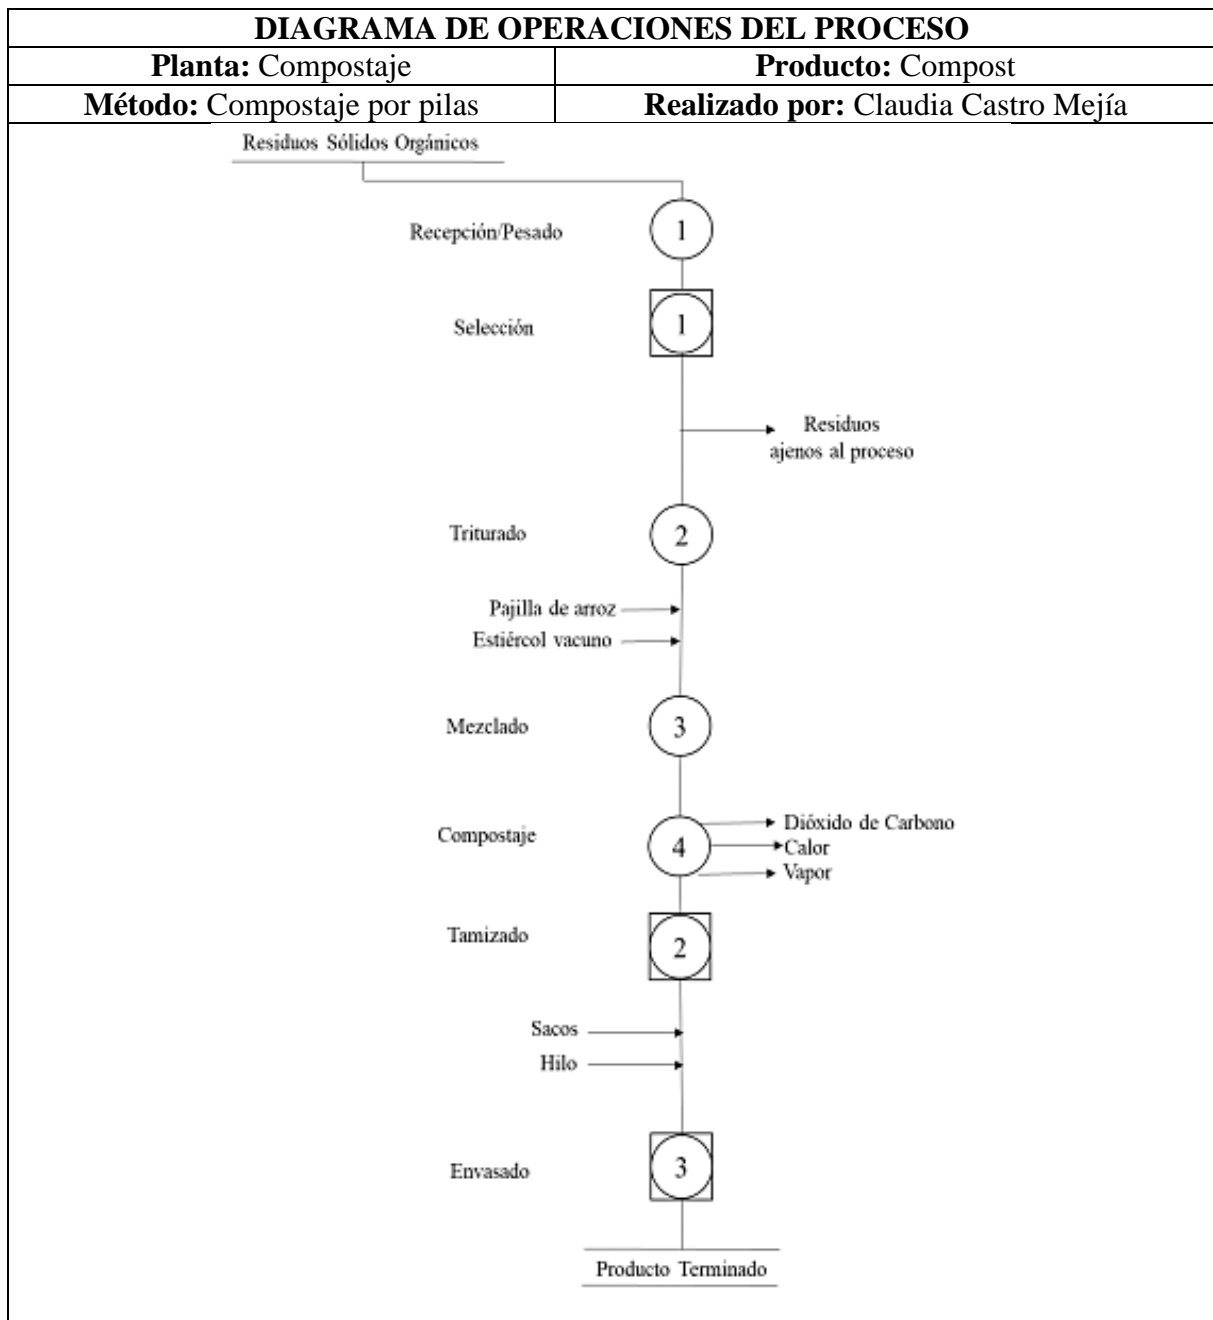 DIAGRAMA DE OPERACIONES DEL PROCESO
Planta: Compostaje
Producto: Compost
Método: Compostaje por pilas
Realizado por: Claudia Castro Mejía
Residuos Sólidos Orgánicos
Recepción/Pesado
1
Selección
1
Residuos
ajenos al proceso
Triturado
2
Pajilla de arroz
Estiércol vacuno
Mezclado
3
Compostaje
4
Dióxido de Carbono
Calor
Vapor
Tamizado
2
Sacos
Hilo
Envasado
3
Producto Terminado